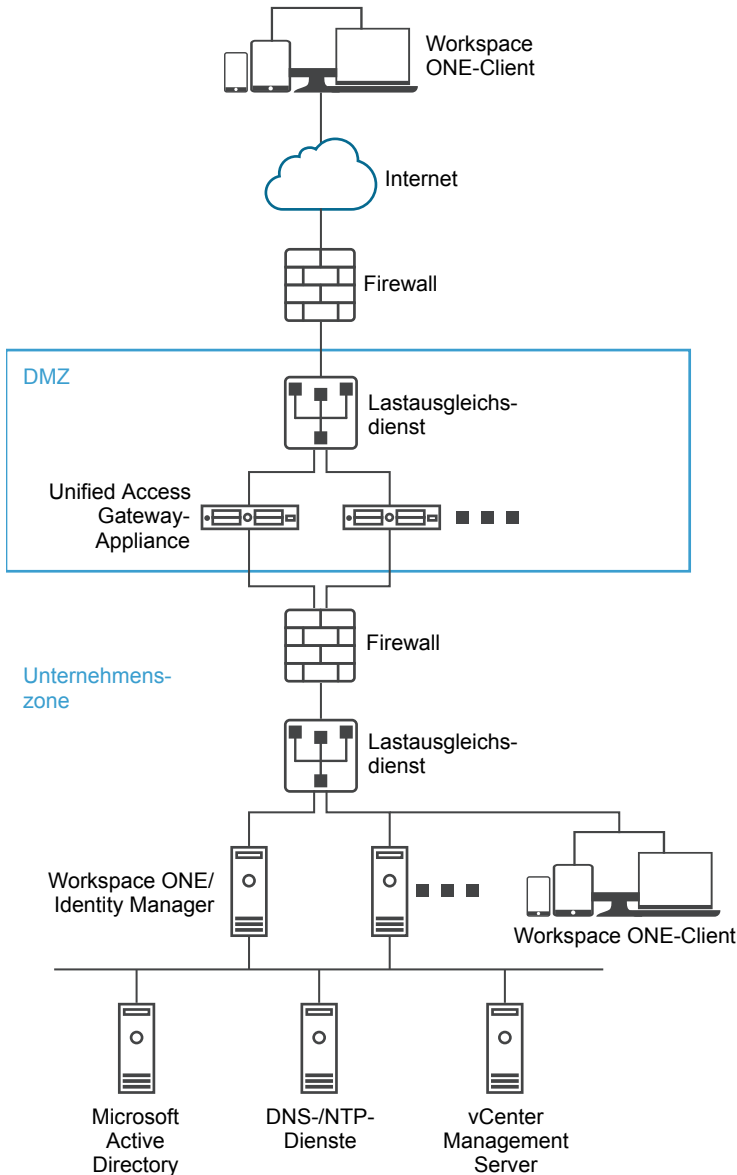 Workspace
ONE-Client
Internet
Firewall
DMZ
Lastausgleichs-
dienst
Unified Access
Gateway-
Appliance
Firewall
Unternehmens-
zone
Lastausgleichs-
dienst
Workspace ONE/
Identity Manager
Workspace ONE-Client
Microsoft
Active
Directory
DNS-/NTP-
Dienste
vCenter
Management
Server